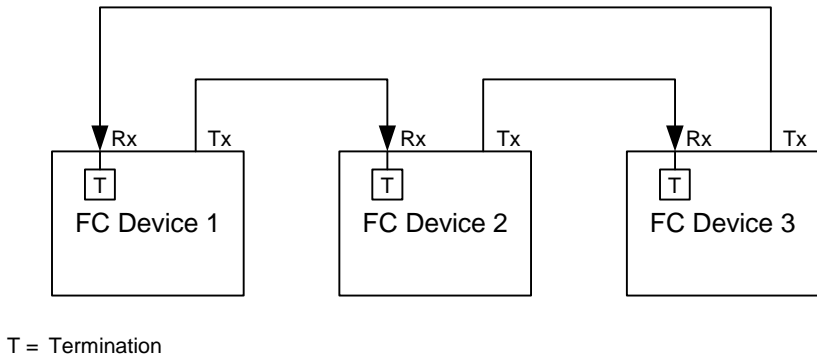 Rx Tx Rx Tx Rx Tx
T T T
FC Device 1 FC Device 2 FC Device 3
T = Termination